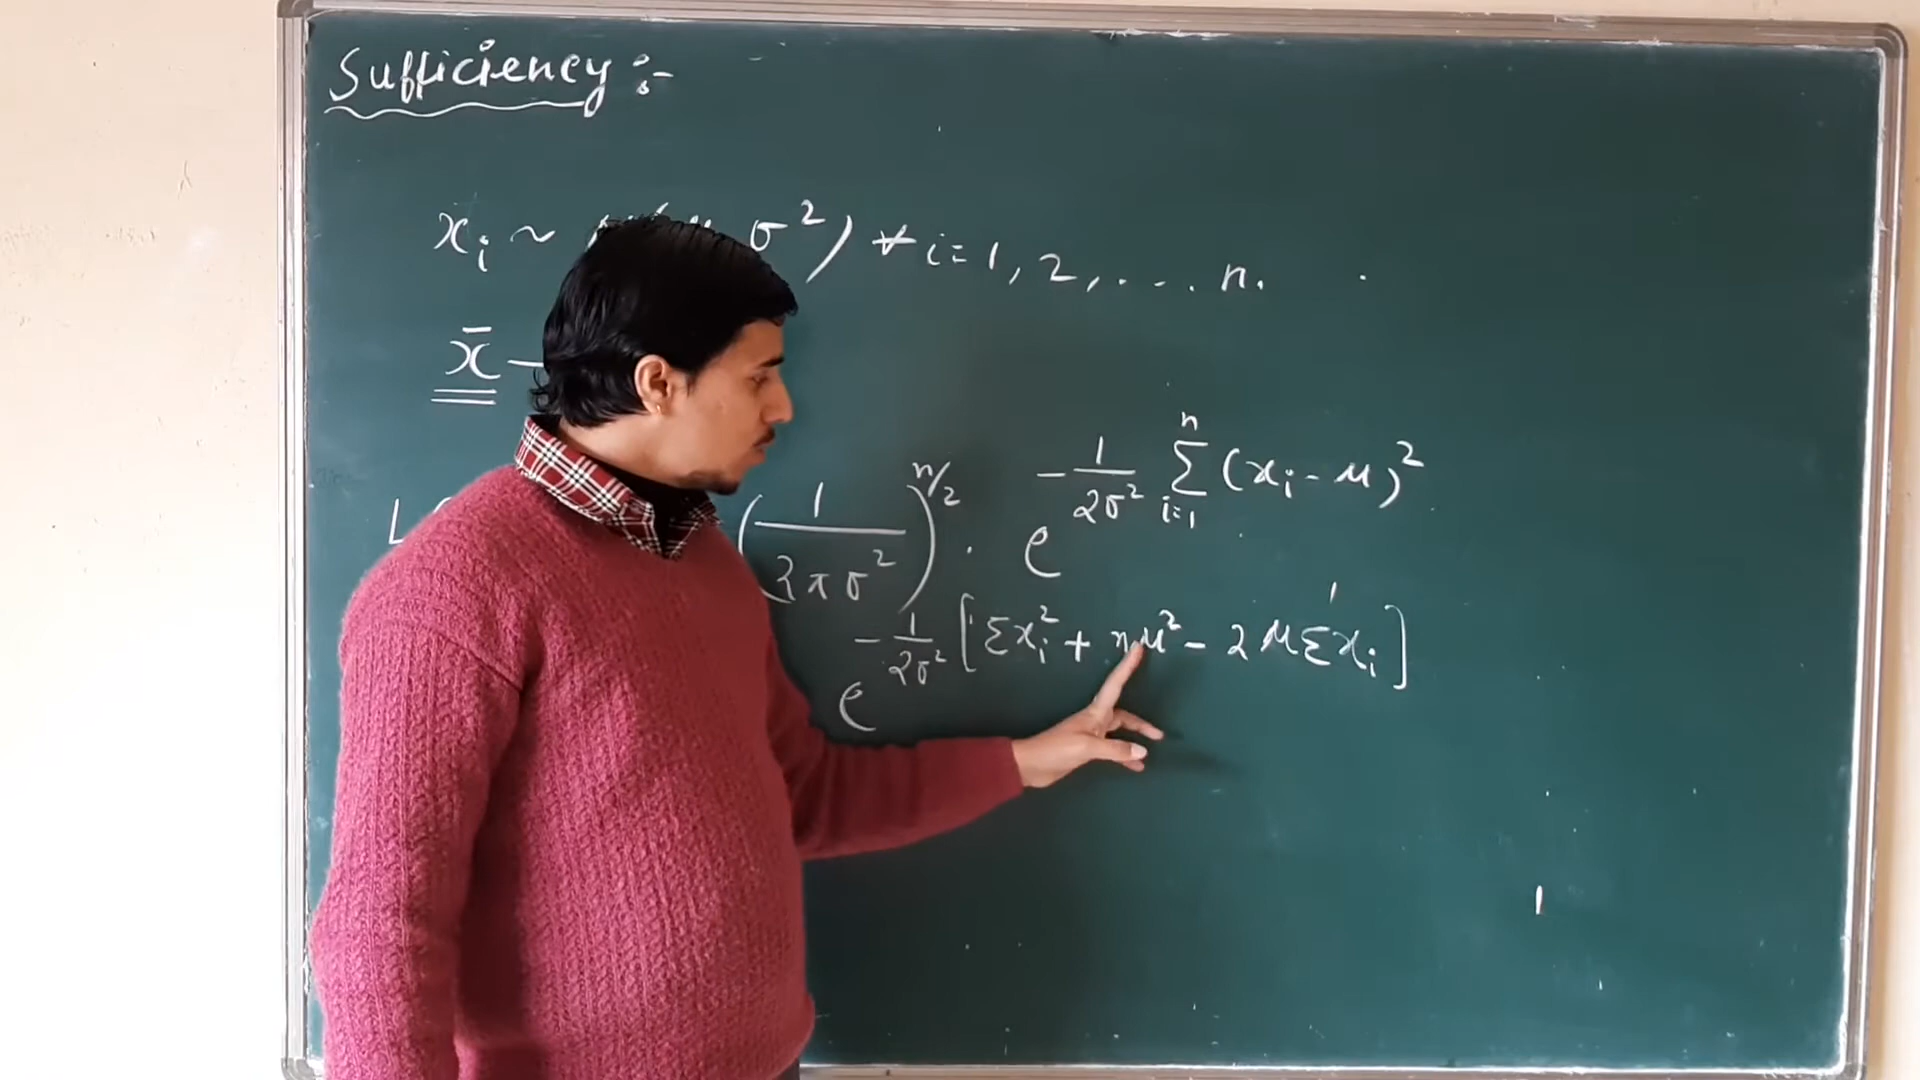 Sufficiency :-
xᵢ ~ σ²) ∀ i = 1, 2, .... n.
x̄ –
L (1/2πσ²)^(n/2) . e^(-1/2σ² Σᵢ₌₁ⁿ (xᵢ - μ)²)
e^(-1/2σ² [Σxᵢ² + nμ² - 2μΣxᵢ])